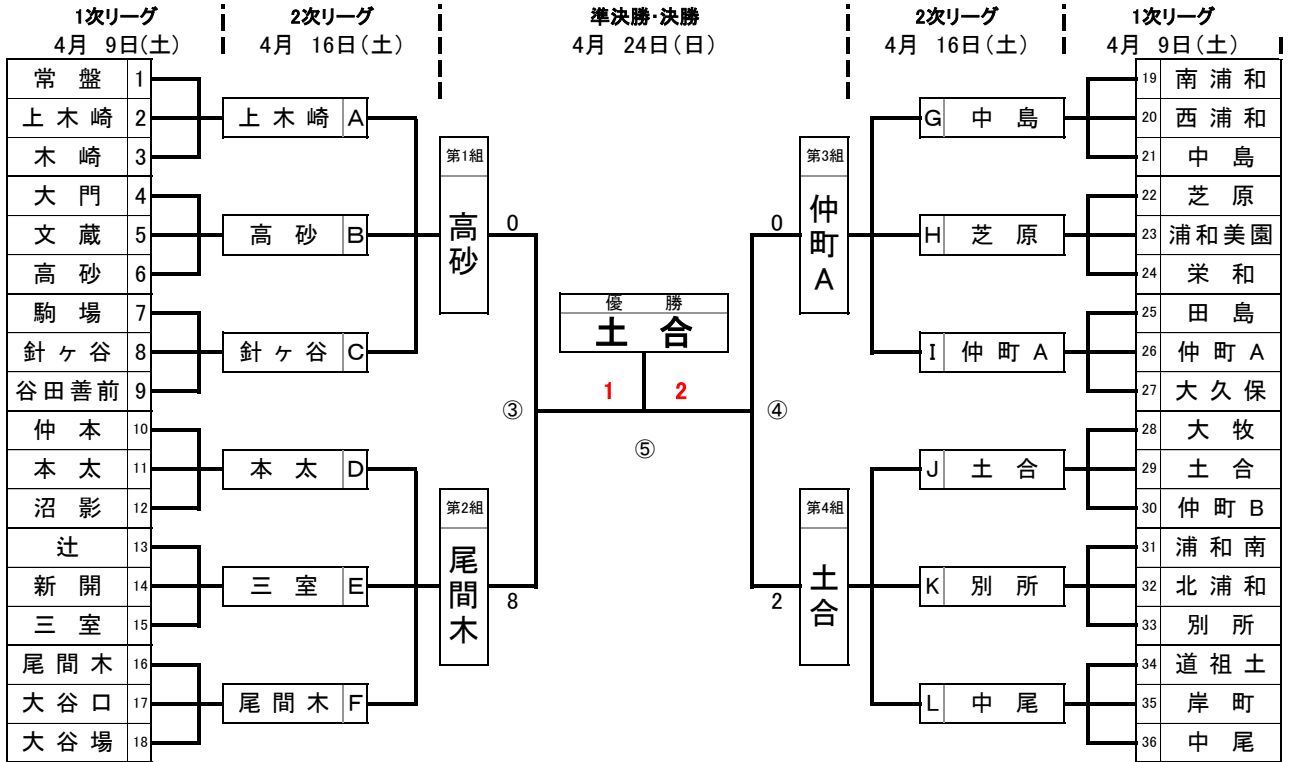 1次リーグ 2次リーグ 準決勝・決勝 2次リーグ 1次リーグ
4月 9日(土) 4月 16日(土) 4月 24日(日) 4月 16日(土) 4月 9日(土)
常盤 1
上木崎 2
木崎 3
大門 4
文蔵 5
高砂 6
駒場 7
針ヶ谷 8
谷田善前 9
仲本 10
本太 11
沼影 12
辻 13
新開 14
三室 15
尾間木 16
大谷口 17
大谷場 18
上木崎 A
高砂 B
針ヶ谷 C
本太 D
三室 E
尾間木 F
第1組
高砂
0
第2組
尾間木
8
③
優勝
土合
1 2
⑤
④
第3組
仲町A
0
第4組
土合
2
G 中島
H 芝原
I 仲町A
J 土合
K 別所
L 中尾
19 南浦和
20 西浦和
21 中島
22 芝原
23 浦和美園
24 栄和
25 田島
26 仲町A
27 大久保
28 大牧
29 土合
30 仲町B
31 浦和南
32 北浦和
33 別所
34 道祖土
35 岸町
36 中尾